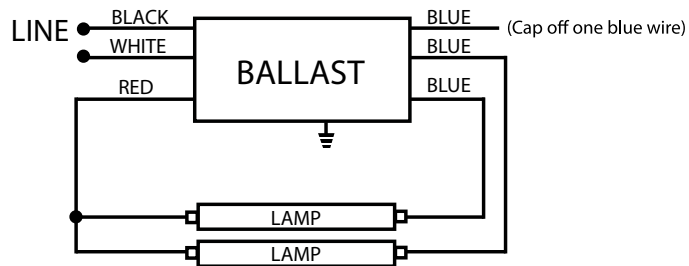 LINE
BLACK
WHITE
RED
BALLAST
BLUE
(Cap off one blue wire)
BLUE
BLUE
LAMP
LAMP